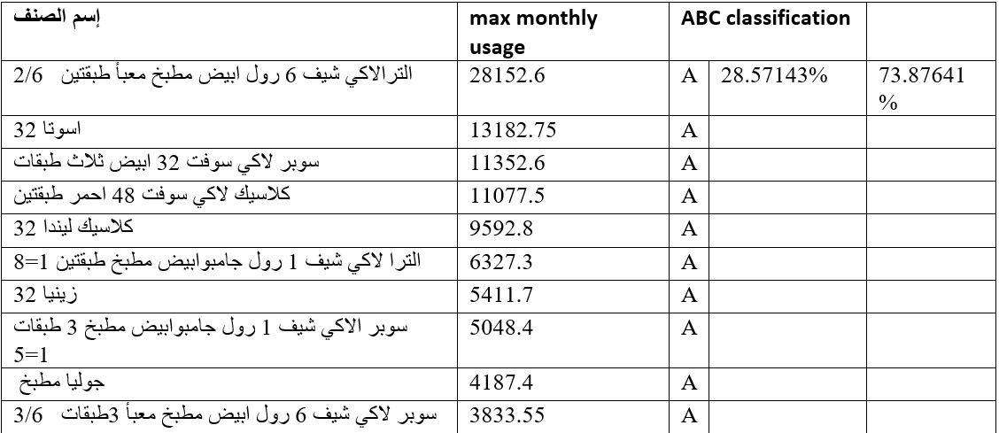 إسم الصنف
max monthly
usage
ABC classification
التراﻻكي شيف 6 رول ابيض مطبخ معبأ طبقتين 2/6
28152.6
A
28.57143%
73.87641
%
اسوتا 32
13182.75
A
سوبر ﻻكي سوفت 32 ابيض ثلاث طبقات
11352.6
A
كلاسيك ﻻكي سوفت 48 احمر طبقتين
11077.5
A
كلاسيك ليندا 32
9592.8
A
الترا ﻻكي شيف 1 رول جامبوابيض مطبخ طبقتين 1=8
6327.3
A
زينيا 32
5411.7
A
سوبر اﻻكي شيف 1 رول جامبوابيض مطبخ 3 طبقات
1=5
5048.4
A
جوليا مطبخ
4187.4
A
سوبر ﻻكي شيف 6 رول ابيض مطبخ معبأ 3طبقات 3/6
3833.55
A